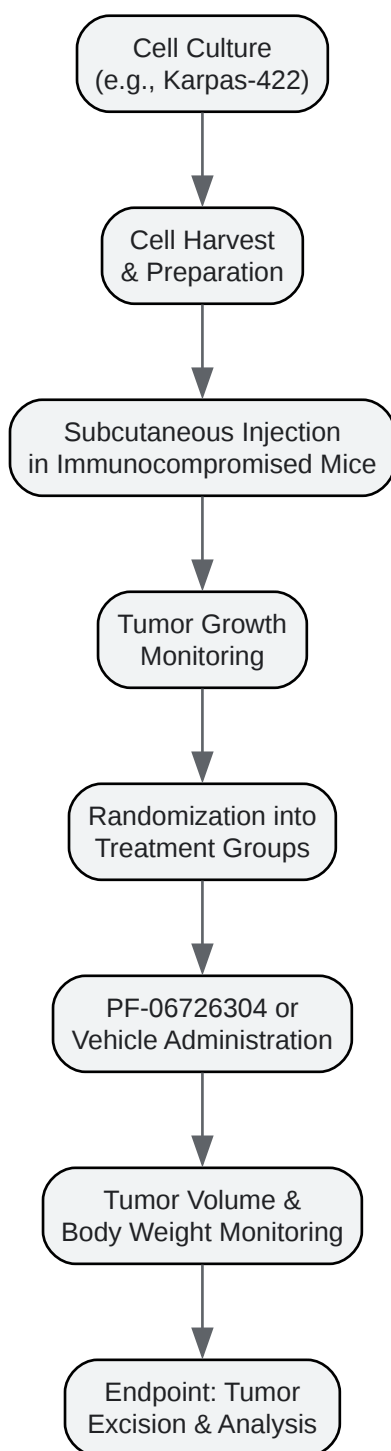 Cell Culture
(e.g., Karpas-422)
Cell Harvest
& Preparation
Subcutaneous Injection
in Immunocompromised Mice
Tumor Growth
Monitoring
Randomization into
Treatment Groups
PF-06726304 or
Vehicle Administration
Tumor Volume &
Body Weight Monitoring
Endpoint: Tumor
Excision & Analysis